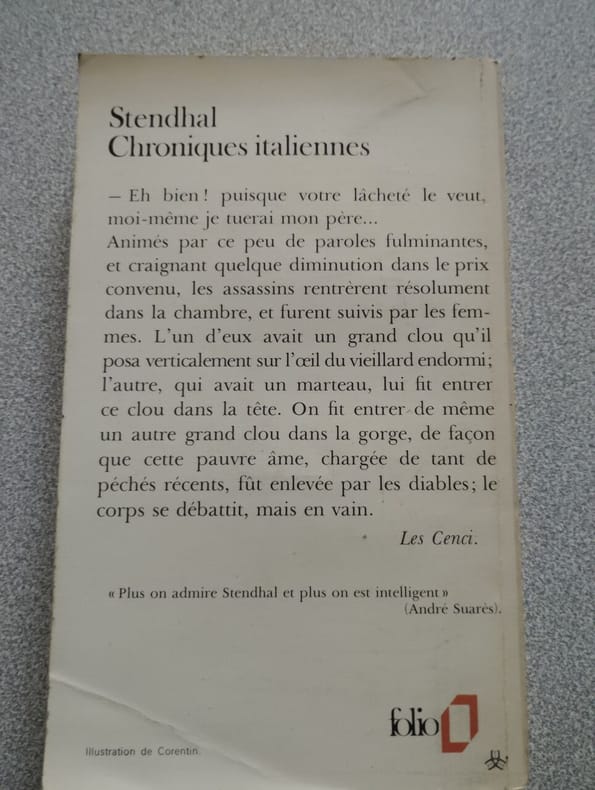 Stendhal
Chroniques italiennes
— Eh bien ! puisque votre lâcheté le veut,
moi-même je tuerai mon père...
Animés par ce peu de paroles fulminantes,
et craignant quelque diminution dans le prix
convenu, les assassins rentrèrent résolument
dans la chambre, et furent suivis par les fem-
mes. L'un d'eux avait un grand clou qu'il
posa verticalement sur l'œil du vieillard endormi ;
l'autre, qui avait un marteau, lui fit entrer
ce clou dans la tête. On fit entrer de même
un autre grand clou dans la gorge, de façon
que cette pauvre âme, chargée de tant de
péchés récents, fût enlevée par les diables ; le
corps se débattit, mais en vain.
Les Cenci.
« Plus on admire Stendhal et plus on est intelligent »
(André Suarès).
folio
Illustration de Corentin.